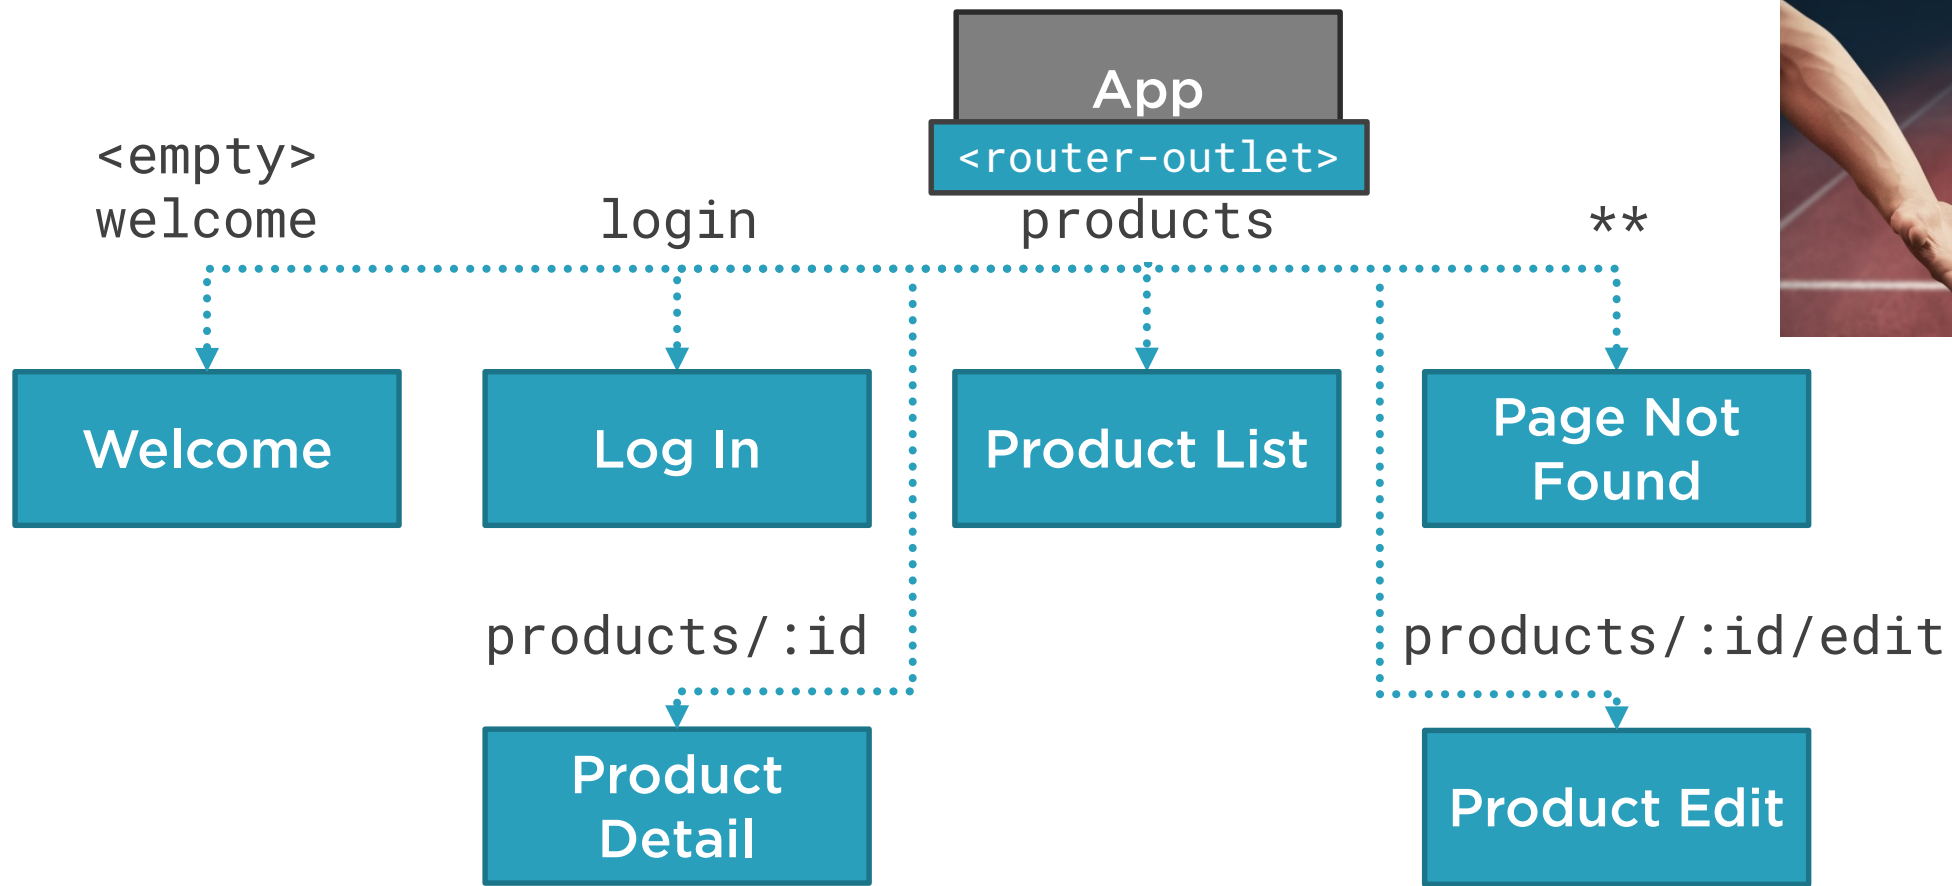 App
<router-outlet>
<empty>
welcome
login
products
**
Welcome
Log In
Product List
Page Not
Found
products/:id
products/:id/edit
Product
Detail
Product Edit